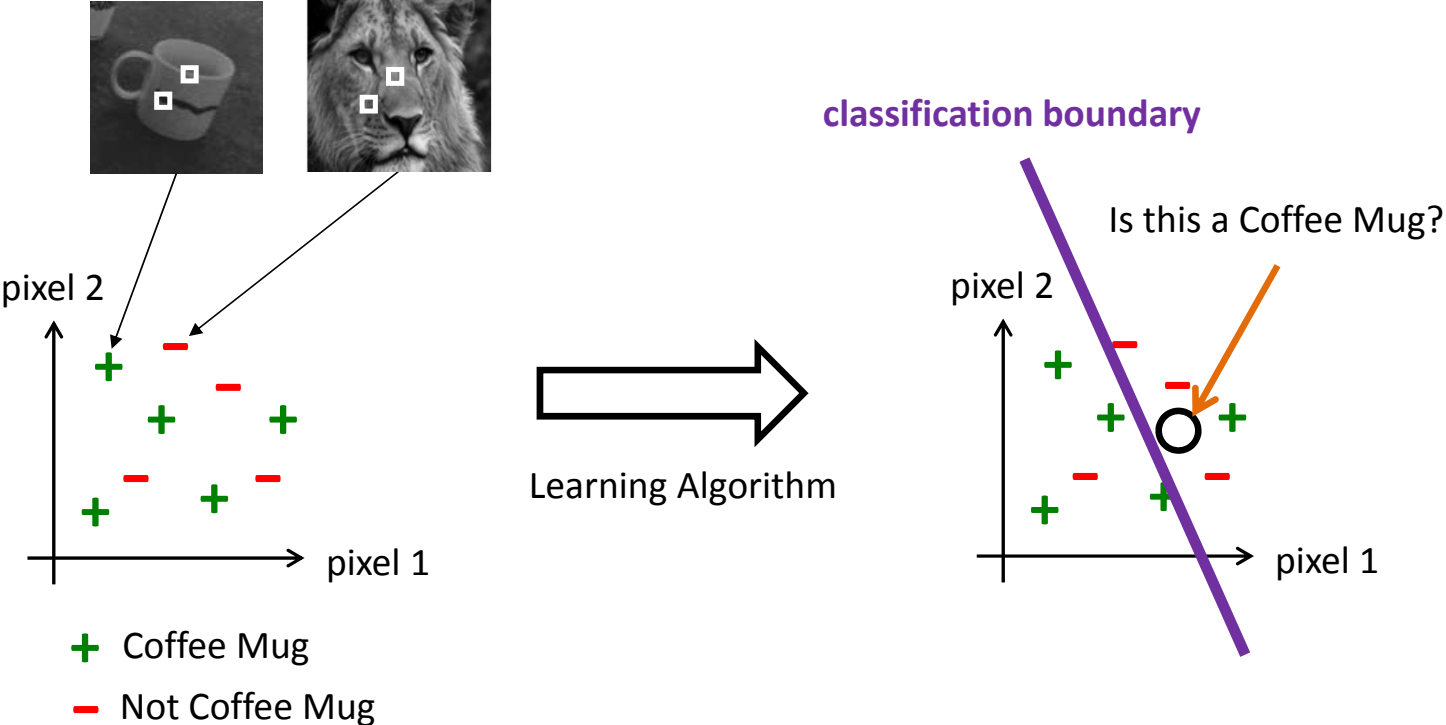 classification boundary
Is this a Coffee Mug?
pixel 2
pixel 2
Learning Algorithm
pixel 1
pixel 1
Coffee Mug
Not Coffee Mug